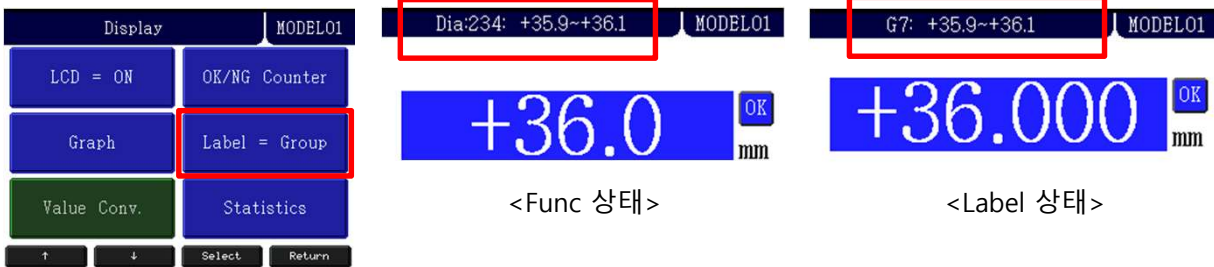 Display MODEL01
LCD = ON OK/NG Counter
Graph Label = Group
Value Conv. Statistics
↑ ↓ Select Return
Dia:234: +35.9~+36.1 MODEL01
+36.0 OK
mm
<Func 상태>
G7: +35.9~+36.1 MODEL01
+36.000 OK
mm
<Label 상태>